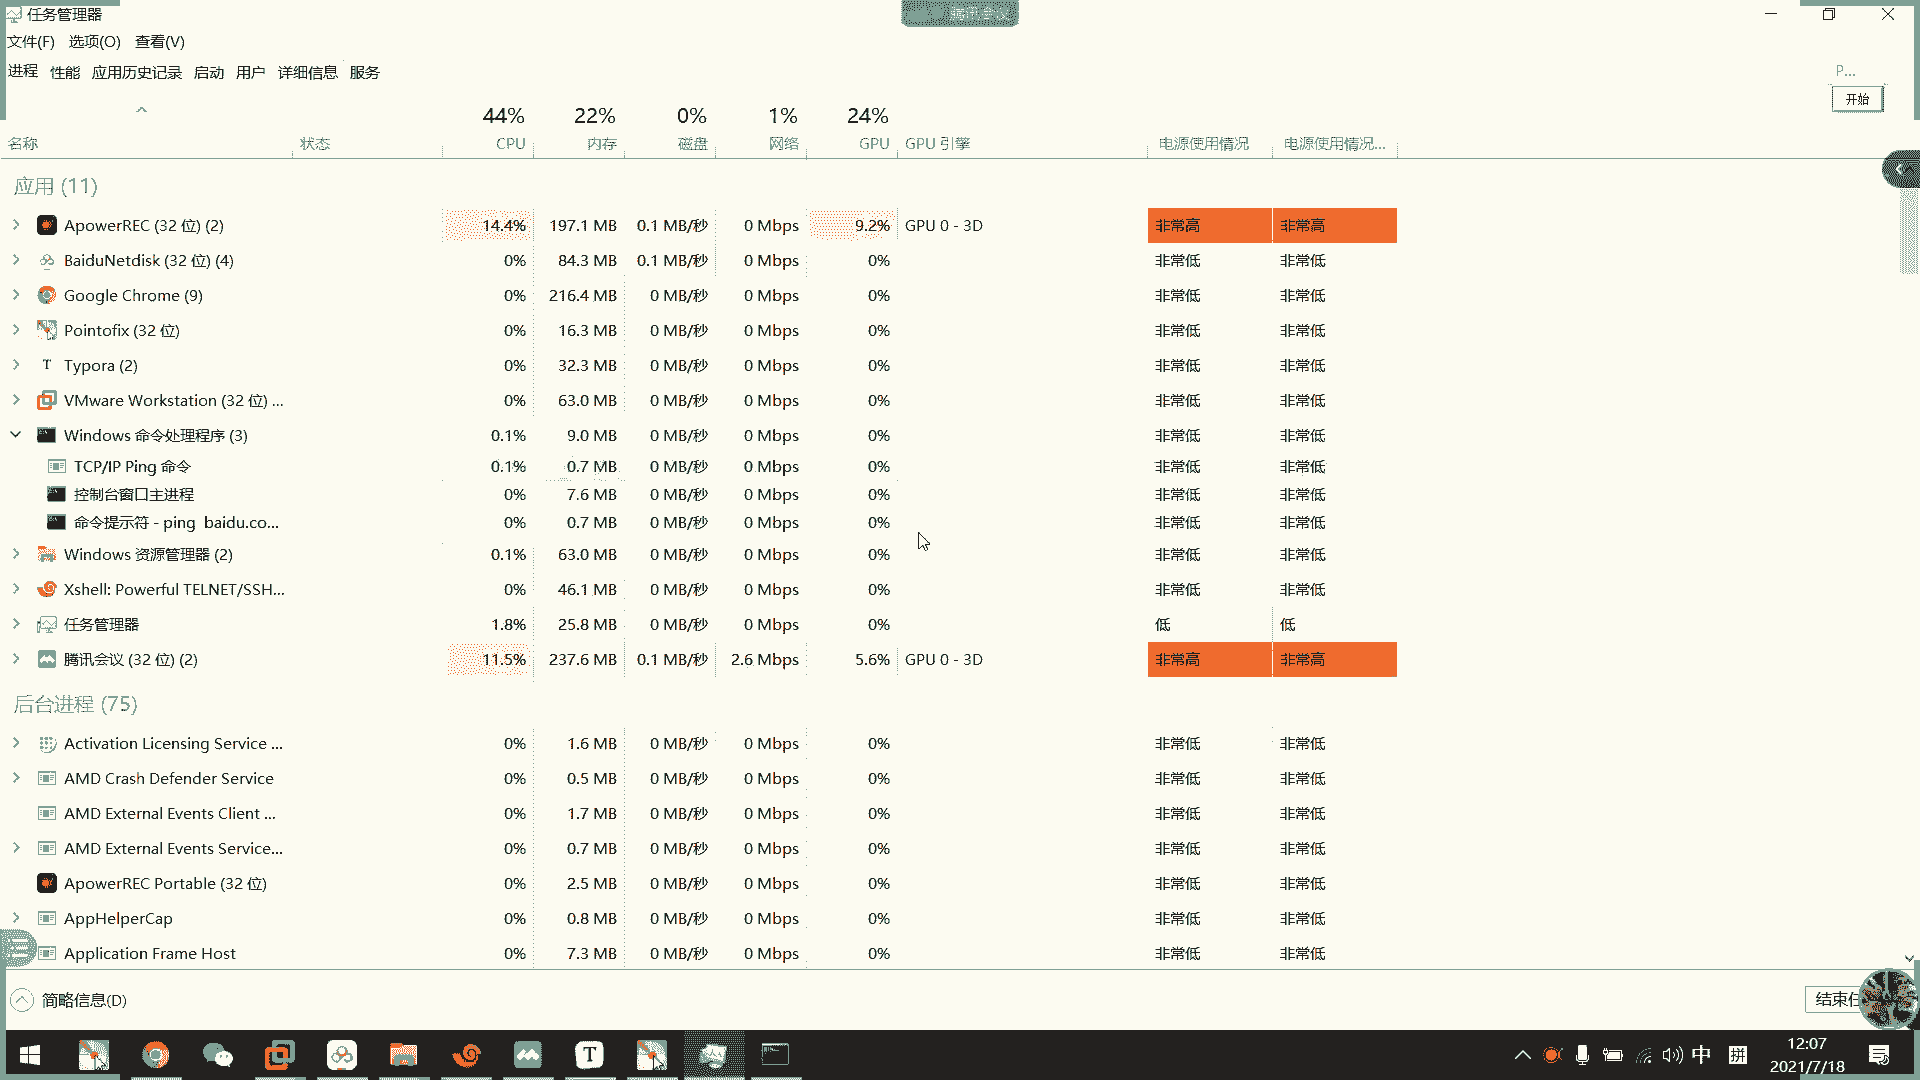 任务管理器
腾讯会议
文件(F) 选项(O) 查看(V)
进程 性能 应用历史记录 启动 用户 详细信息 服务
P...
开始
44% 22% 0% 1% 24%
名称 状态 CPU 内存 磁盘 网络 GPU GPU 引擎 电源使用情况 电源使用情况...
应用 (11)
ApowerREC (32 位) (2) 14.4% 197.1 MB 0.1 MB/秒 0 Mbps 9.2% GPU 0 - 3D 非常高 非常高
BaiduNetdisk (32 位) (4) 0% 84.3 MB 0.1 MB/秒 0 Mbps 0% 非常低 非常低
Google Chrome (9) 0% 216.4 MB 0 MB/秒 0 Mbps 0% 非常低 非常低
Pointofix (32 位) 0% 16.3 MB 0 MB/秒 0 Mbps 0% 非常低 非常低
T Typora (2) 0% 32.3 MB 0 MB/秒 0 Mbps 0% 非常低 非常低
VMware Workstation (32 位) ... 0% 63.0 MB 0 MB/秒 0 Mbps 0% 非常低 非常低
Windows 命令处理程序 (3) 0.1% 9.0 MB 0 MB/秒 0 Mbps 0% 非常低 非常低
TCP/IP Ping 命令 0.1% 0.7 MB 0 MB/秒 0 Mbps 0% 非常低 非常低
控制台窗口主进程 0% 7.6 MB 0 MB/秒 0 Mbps 0% 非常低 非常低
命令提示符 - ping baidu.co... 0% 0.7 MB 0 MB/秒 0 Mbps 0% 非常低 非常低
Windows 资源管理器 (2) 0.1% 63.0 MB 0 MB/秒 0 Mbps 0% 非常低 非常低
Xshell: Powerful TELNET/SSH... 0% 46.1 MB 0 MB/秒 0 Mbps 0% 非常低 非常低
任务管理器 1.8% 25.8 MB 0 MB/秒 0 Mbps 0% 低 低
腾讯会议 (32 位) (2) 11.5% 237.6 MB 0.1 MB/秒 2.6 Mbps 5.6% GPU 0 - 3D 非常高 非常高
后台进程 (75)
Activation Licensing Service ... 0% 1.6 MB 0 MB/秒 0 Mbps 0% 非常低 非常低
AMD Crash Defender Service 0% 0.5 MB 0 MB/秒 0 Mbps 0% 非常低 非常低
AMD External Events Client ... 0% 1.7 MB 0 MB/秒 0 Mbps 0% 非常低 非常低
AMD External Events Service... 0% 0.7 MB 0 MB/秒 0 Mbps 0% 非常低 非常低
ApowerREC Portable (32 位) 0% 2.5 MB 0 MB/秒 0 Mbps 0% 非常低 非常低
AppHelperCap 0% 0.8 MB 0 MB/秒 0 Mbps 0% 非常低 非常低
Application Frame Host 0% 7.3 MB 0 MB/秒 0 Mbps 0% 非常低 非常低
简略信息(D)
结束任
T
中 拼
12:07
2021/7/18